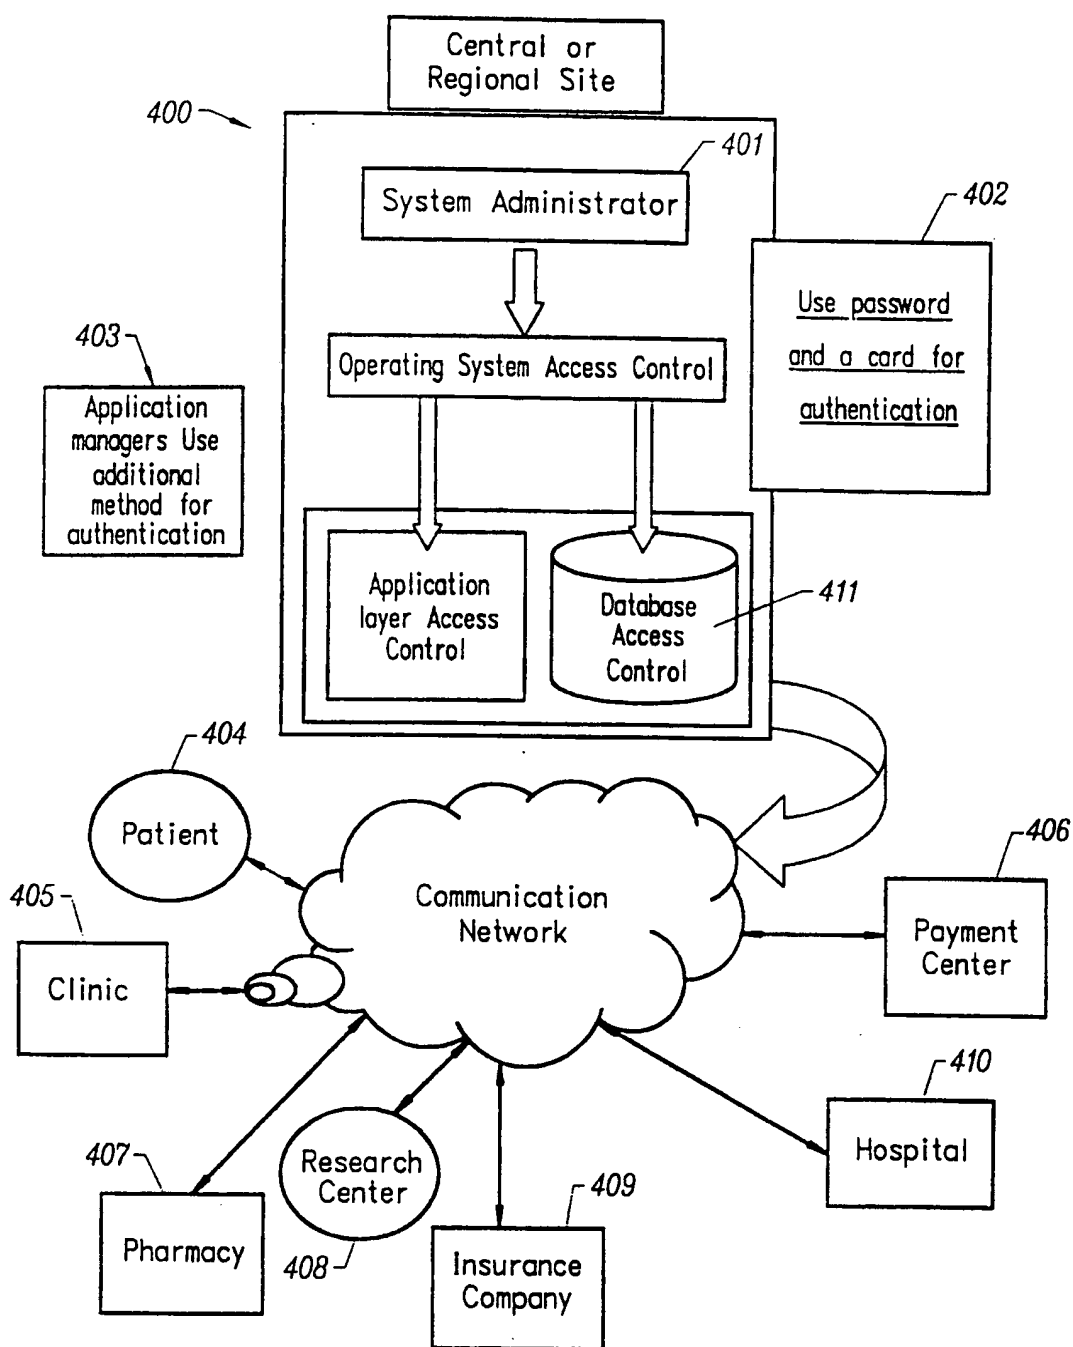 Central or
Regional Site
400
401
System Administrator
402
Use password
and a card for
authentication
403
Application
managers Use
additional
method for
authentication
Operating System Access Control
Application
layer Access
Control
Database
Access
Control
411
404
Patient
405
Clinic
Communication
Network
406
Payment
Center
407
Pharmacy
Research
Center
408
409
Insurance
Company
410
Hospital